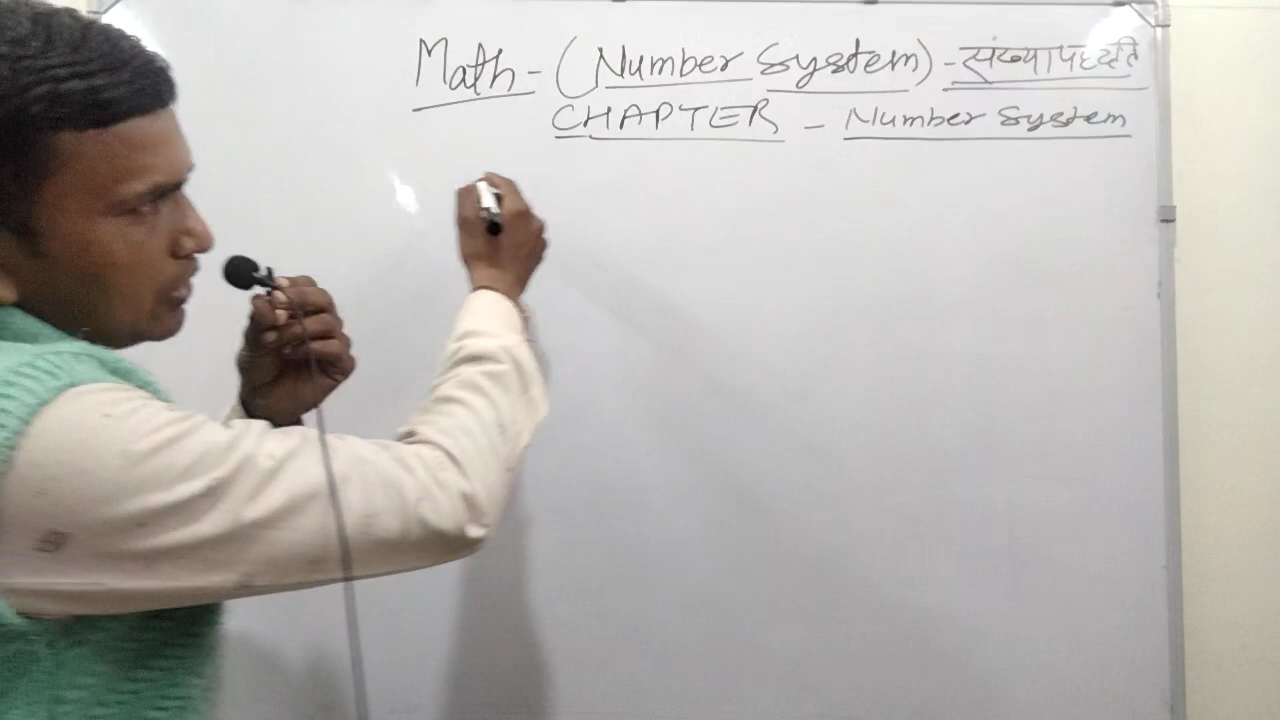 Math - (Number System) - संख्या पद्धति
CHAPTER - Number System